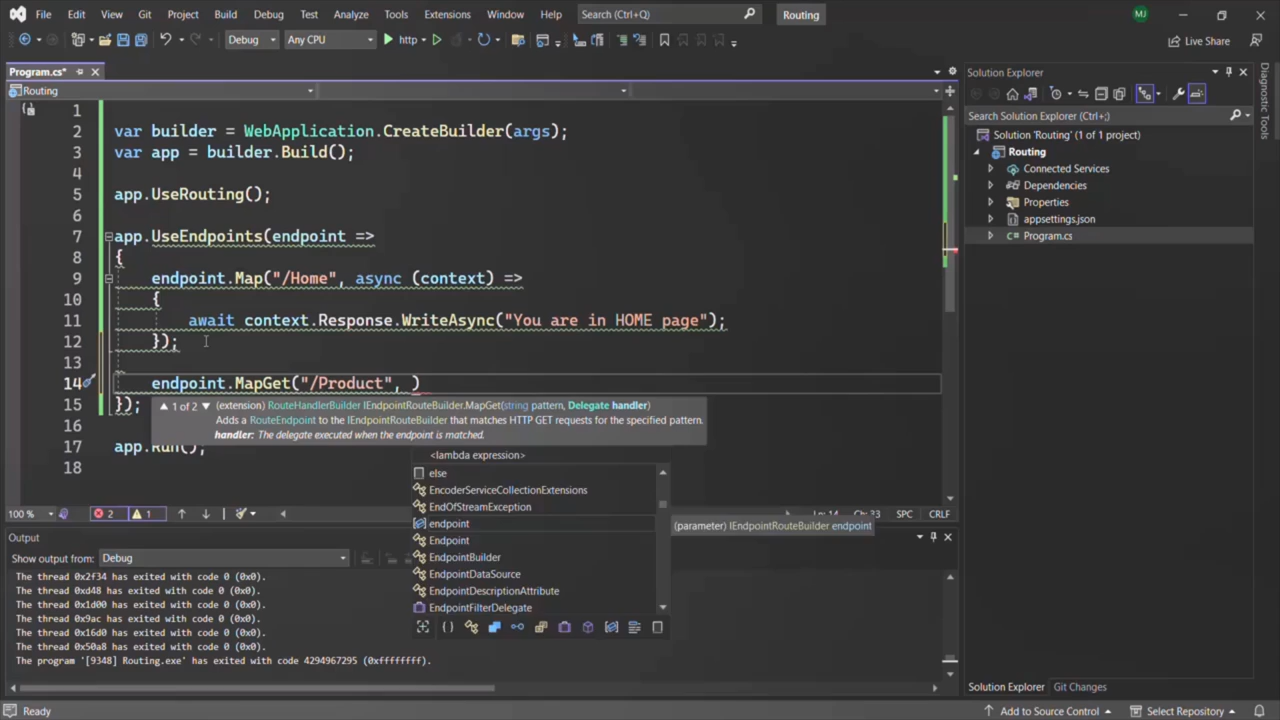 File Edit View Git Project Build Debug Test Analyze Tools Extensions Window Help Search (Ctrl+Q) Routing MJ
Debug Any CPU http Live Share
Program.cs*
Routing
1
2 var builder = WebApplication.CreateBuilder(args);
3 var app = builder.Build();
4
5 app.UseRouting();
6
7 app.UseEndpoints(endpoint =>
8 {
9 endpoint.Map("/Home", async (context) =>
10 {
11 await context.Response.WriteAsync("You are in HOME page");
12 });
13
14 endpoint.MapGet("/Product", )
15 });
16
17 app.Run();
18
▲ 1 of 2 ▼ (extension) RouteHandlerBuilder IEndpointRouteBuilder.MapGet(string pattern, Delegate handler)
Adds a RouteEndpoint to the IEndpointRouteBuilder that matches HTTP GET requests for the specified pattern.
handler: The delegate executed when the endpoint is matched.
<lambda expression>
else
EncoderServiceCollectionExtensions
EndOfStreamException
endpoint
Endpoint
EndpointBuilder
EndpointDataSource
EndpointDescriptionAttribute
EndpointFilterDelegate
(parameter) IEndpointRouteBuilder endpoint
100 % 2 1 Ln: 14 Ch: 33 SPC CRLF
Output
Show output from: Debug
The thread 0x2f34 has exited with code 0 (0x0).
The thread 0xd48 has exited with code 0 (0x0).
The thread 0x1d00 has exited with code 0 (0x0).
The thread 0x9ac has exited with code 0 (0x0).
The thread 0x16d0 has exited with code 0 (0x0).
The thread 0x50a8 has exited with code 0 (0x0).
The program '[9348] Routing.exe' has exited with code 4294967295 (0xffffffff).
Solution Explorer
Search Solution Explorer (Ctrl+;)
Solution 'Routing' (1 of 1 project)
Routing
Connected Services
Dependencies
Properties
appsettings.json
Program.cs
Solution Explorer Git Changes
Diagnostic Tools
Ready Add to Source Control Select Repository